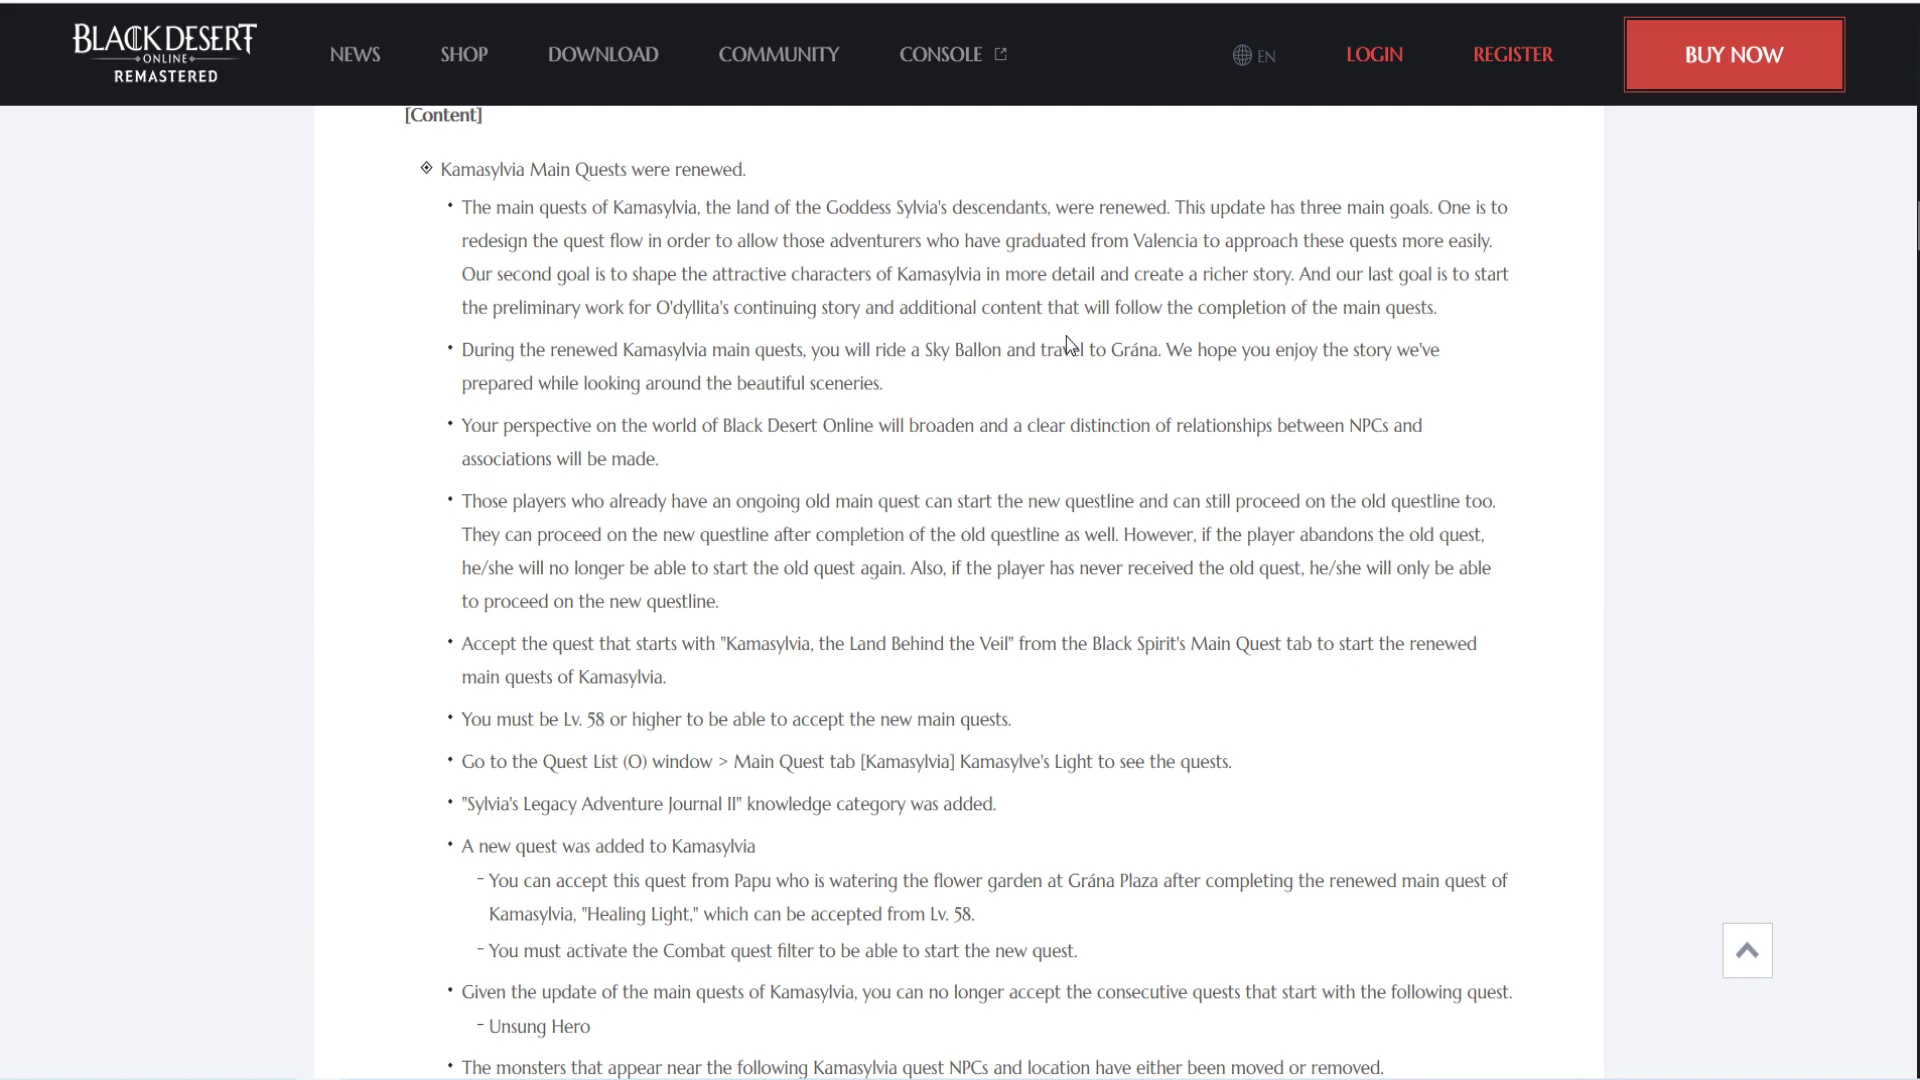 BLACK DESERT
ONLINE
REMASTERED
NEWS
SHOP
DOWNLOAD
COMMUNITY
CONSOLE
EN
LOGIN
REGISTER
BUY NOW
[Content]
Kamasylvia Main Quests were renewed.
• The main quests of Kamasylvia, the land of the Goddess Sylvia's descendants, were renewed. This update has three main goals. One is to
redesign the quest flow in order to allow those adventurers who have graduated from Valencia to approach these quests more easily.
Our second goal is to shape the attractive characters of Kamasylvia in more detail and create a richer story. And our last goal is to start
the preliminary work for O'dyllita's continuing story and additional content that will follow the completion of the main quests.
• During the renewed Kamasylvia main quests, you will ride a Sky Ballon and travel to Grána. We hope you enjoy the story we've
prepared while looking around the beautiful sceneries.
• Your perspective on the world of Black Desert Online will broaden and a clear distinction of relationships between NPCs and
associations will be made.
• Those players who already have an ongoing old main quest can start the new questline and can still proceed on the old questline too.
They can proceed on the new questline after completion of the old questline as well. However, if the player abandons the old quest,
he/she will no longer be able to start the old quest again. Also, if the player has never received the old quest, he/she will only be able
to proceed on the new questline.
• Accept the quest that starts with "Kamasylvia, the Land Behind the Veil" from the Black Spirit's Main Quest tab to start the renewed
main quests of Kamasylvia.
• You must be Lv. 58 or higher to be able to accept the new main quests.
• Go to the Quest List (O) window > Main Quest tab [Kamasylvia] Kamasylve's Light to see the quests.
• "Sylvia's Legacy Adventure Journal II" knowledge category was added.
• A new quest was added to Kamasylvia
- You can accept this quest from Papu who is watering the flower garden at Grána Plaza after completing the renewed main quest of
Kamasylvia, "Healing Light," which can be accepted from Lv. 58.
- You must activate the Combat quest filter to be able to start the new quest.
• Given the update of the main quests of Kamasylvia, you can no longer accept the consecutive quests that start with the following quest.
- Unsung Hero
• The monsters that appear near the following Kamasylvia quest NPCs and location have either been moved or removed.